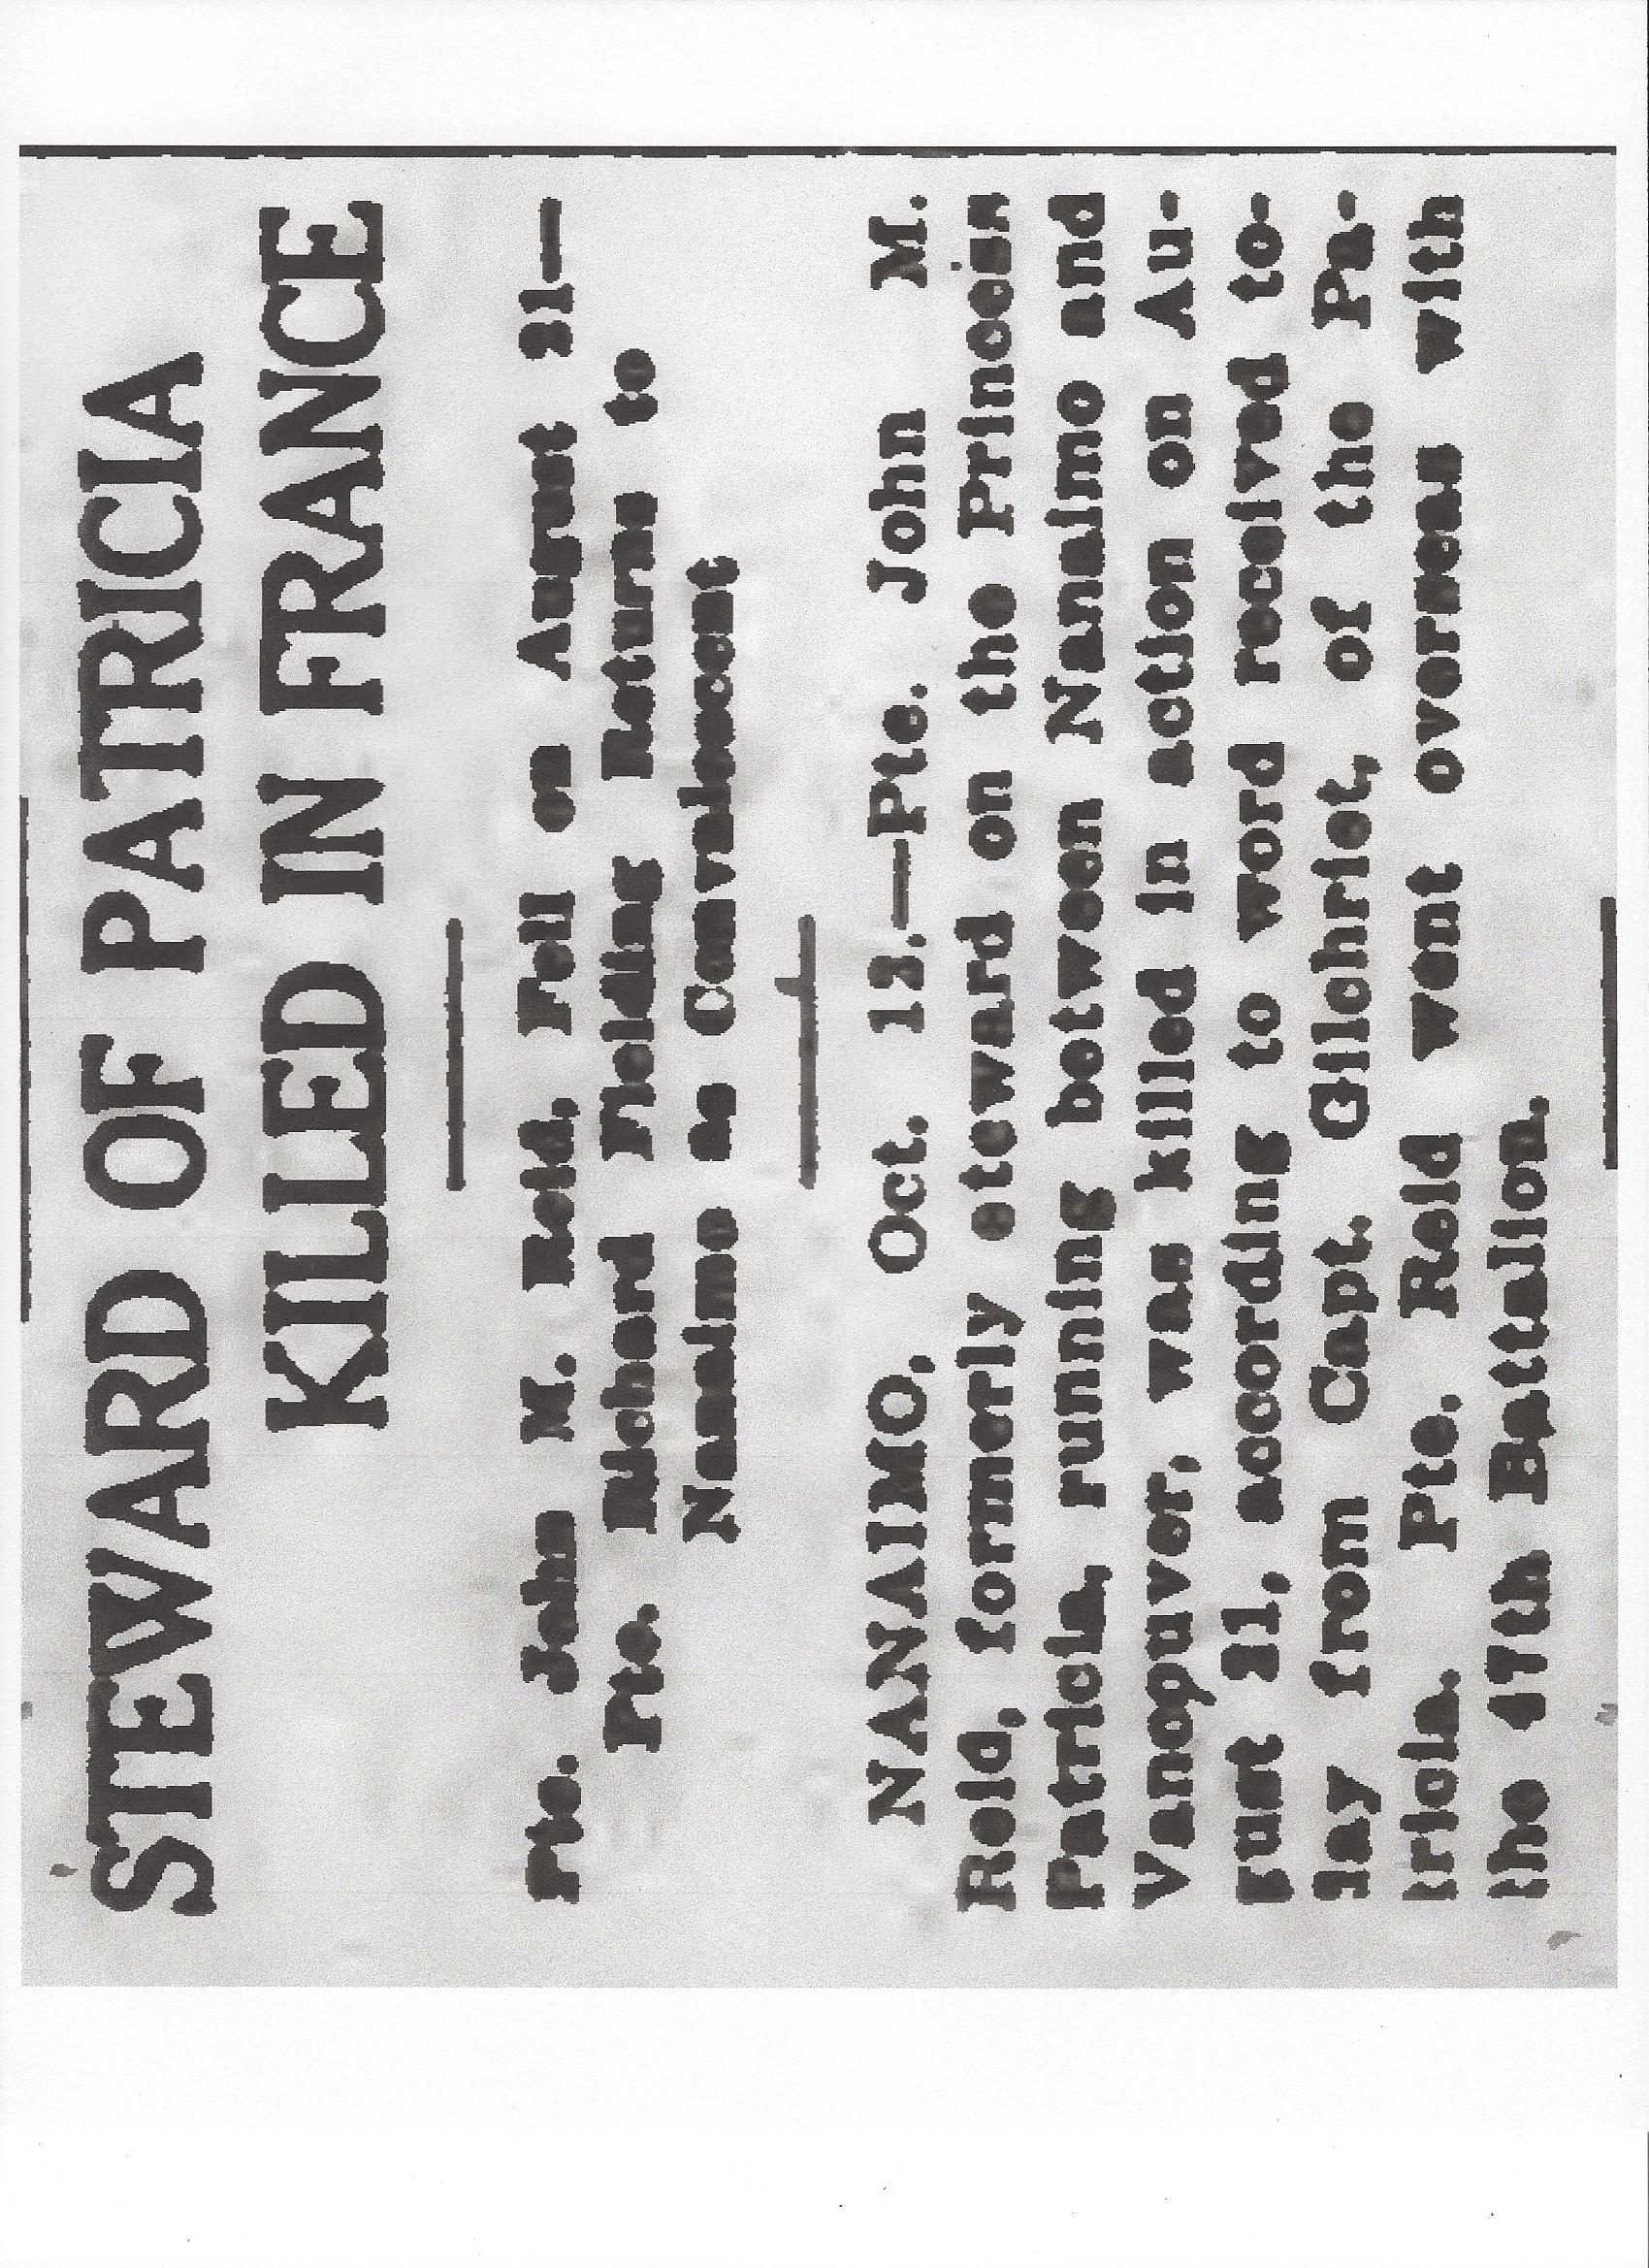 STEWARD OF PATRICIA
KILLED IN FRANCE
Pte. John M. Reid, Fell on August 21—
Pte. Richard Fielding Returns to
Nanaimo as Convalescent
NANAIMO, Oct. 13.—Pte. John M.
Reid, formerly steward on the Princess
Patricia, running between Nanaimo and
Vancouver, was killed in action on Au-
gust 21, according to word received to-
day from Capt. Gilchrist, of the Pa-
tricia. Pte. Reid went overseas with
the 47th Battalion.